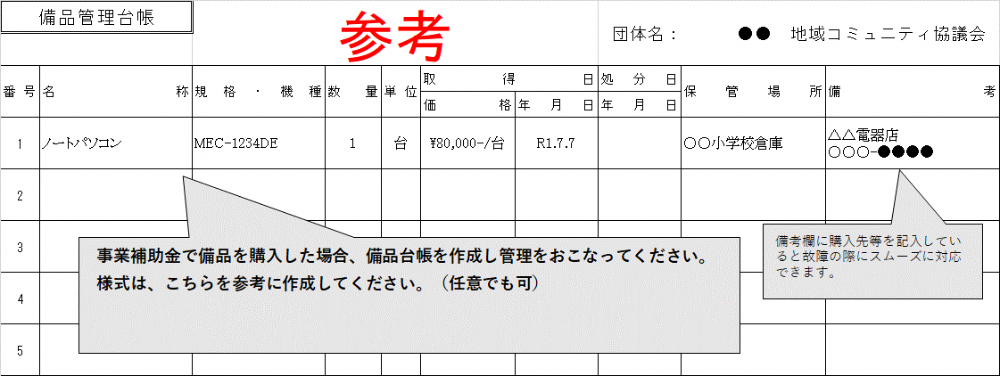 備品管理台帳
参考
団体名： ●● 地域コミュニティ協議会
番号 名称 規格・機種 数量 単位 取得日 処分日 保管場所 備考
価格 年月日 年月日
1 ノートパソコン MEC-1234DE 1 台 ¥80,000-/台 R1.7.7 〇〇小学校倉庫 △△電器店
〇〇〇-●●●●
2
3
4
5
事業補助金で備品を購入した場合、備品台帳を作成し管理をおこなってください。
様式は、こちらを参考に作成してください。（任意でも可）
備考欄に購入先等を記入してい
ると故障の際にスムーズに対応
できます。